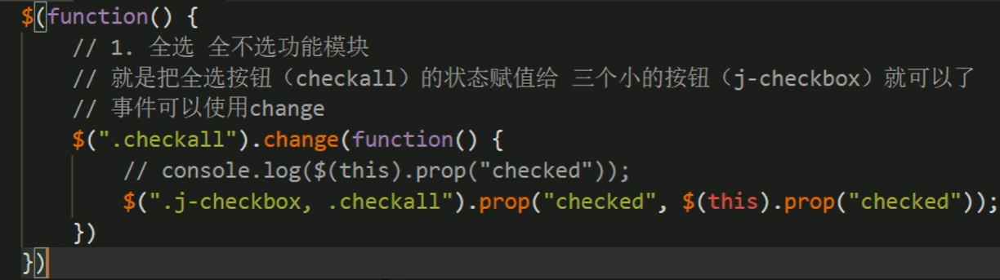 $(function() {
// 1. 全选 全不选功能模块
// 就是把全选按钮（checkall）的状态赋值给 三个小的按钮（j-checkbox）就可以了
// 事件可以使用change
$(".checkall").change(function() {
// console.log($(this).prop("checked"));
$(".j-checkbox, .checkall").prop("checked", $(this).prop("checked"));
})
})